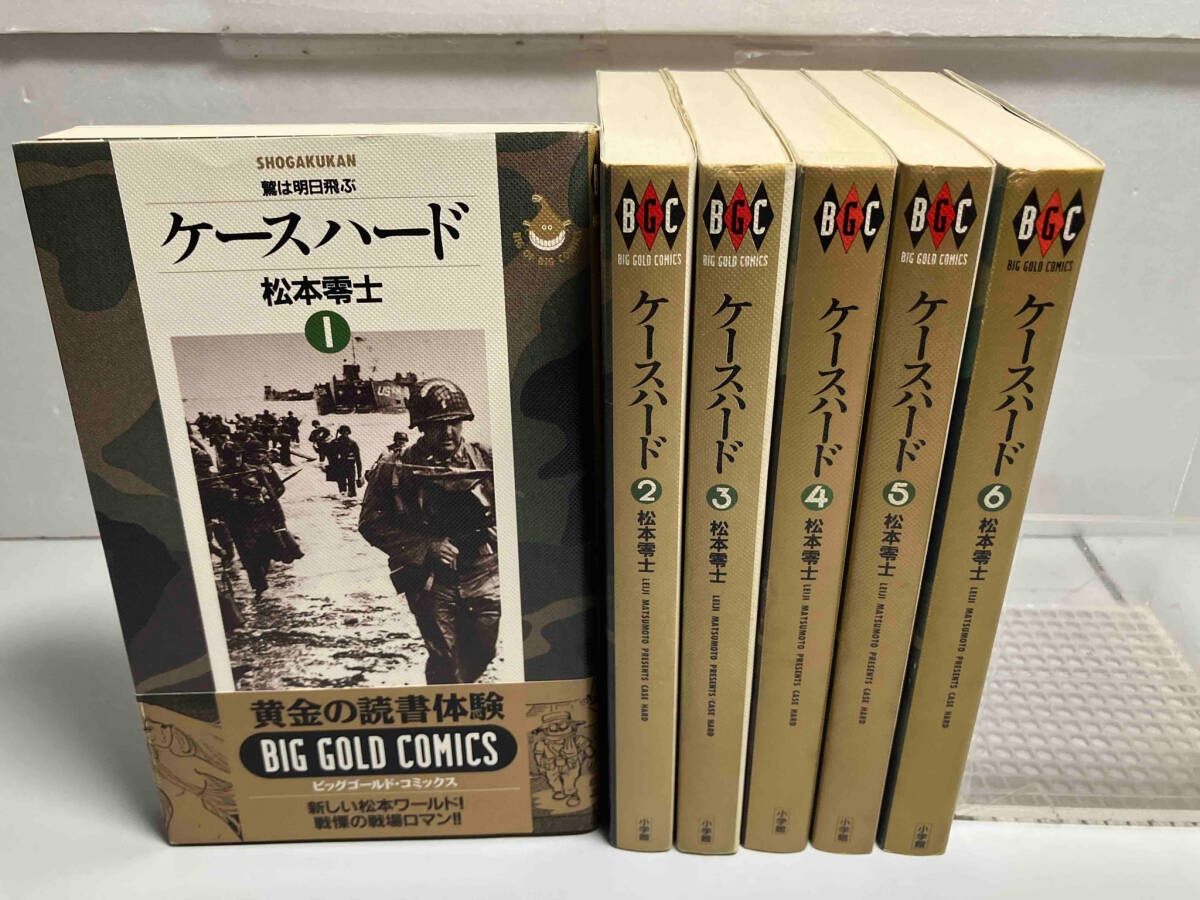 SHOGAKUKAN
鷲は明日飛ぶ
ケースハード
松本零士
1
BEST OF BIG COMICS
US
黄金の読書体験
BIG GOLD COMICS
ビッグゴールド・コミックス
新しい松本ワールド!
戦慄の戦場ロマン!!
BGC
BIG GOLD COMICS
ケースハード
2
松本零士
LEIJI MATSUMOTO PRESENTS CASE HARD
小学館
BGC
BIG GOLD COMICS
ケースハード
3
松本零士
LEIJI MATSUMOTO PRESENTS CASE HARD
小学館
BGC
BIG GOLD COMICS
ケースハード
4
松本零士
LEIJI MATSUMOTO PRESENTS CASE HARD
小学館
BGC
BIG GOLD COMICS
ケースハード
5
松本零士
LEIJI MATSUMOTO PRESENTS CASE HARD
小学館
BGC
BIG GOLD COMICS
ケースハード
6
松本零士
LEIJI MATSUMOTO PRESENTS CASE HARD
小学館